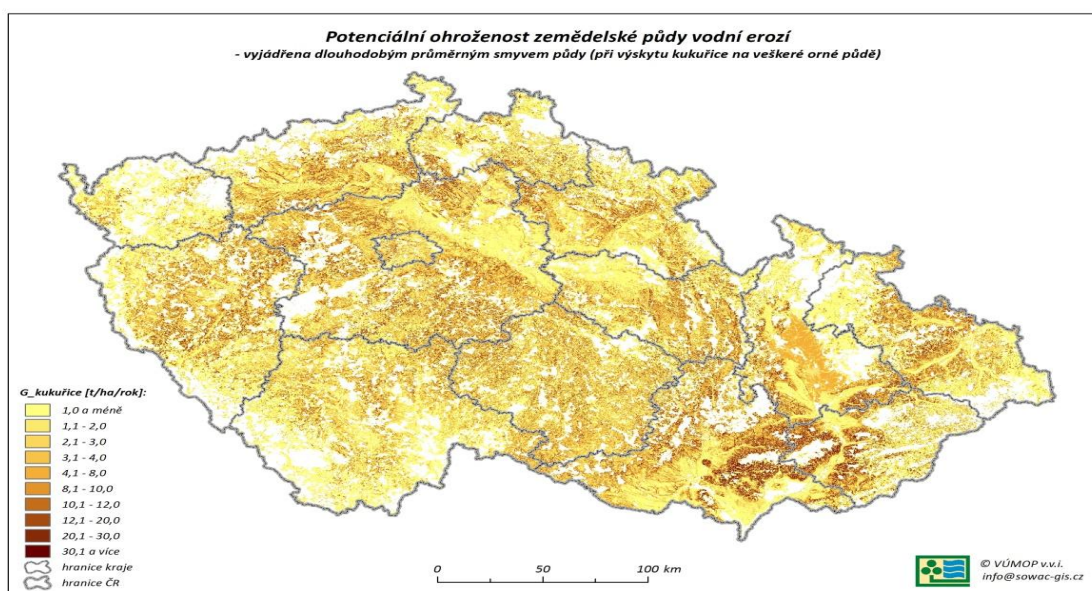 Potenciální ohroženost zemědelské půdy vodní erozí
- vyjádřena dlouhodobým průměrným smyvem půdy (při výskytu kukuřice na veškeré orné půdě)
G_kukuřice [t/ha/rok]:
1,0 a méně
1,1 - 2,0
2,1 - 3,0
3,1 - 4,0
4,1 - 8,0
8,1 - 10,0
10,1 - 12,0
12,1 - 20,0
20,1 - 30,0
30,1 a více
hranice kraje
hranice ČR
0 50 100 km
© VÚMOP v.v.i.
info@sowac-gis.cz